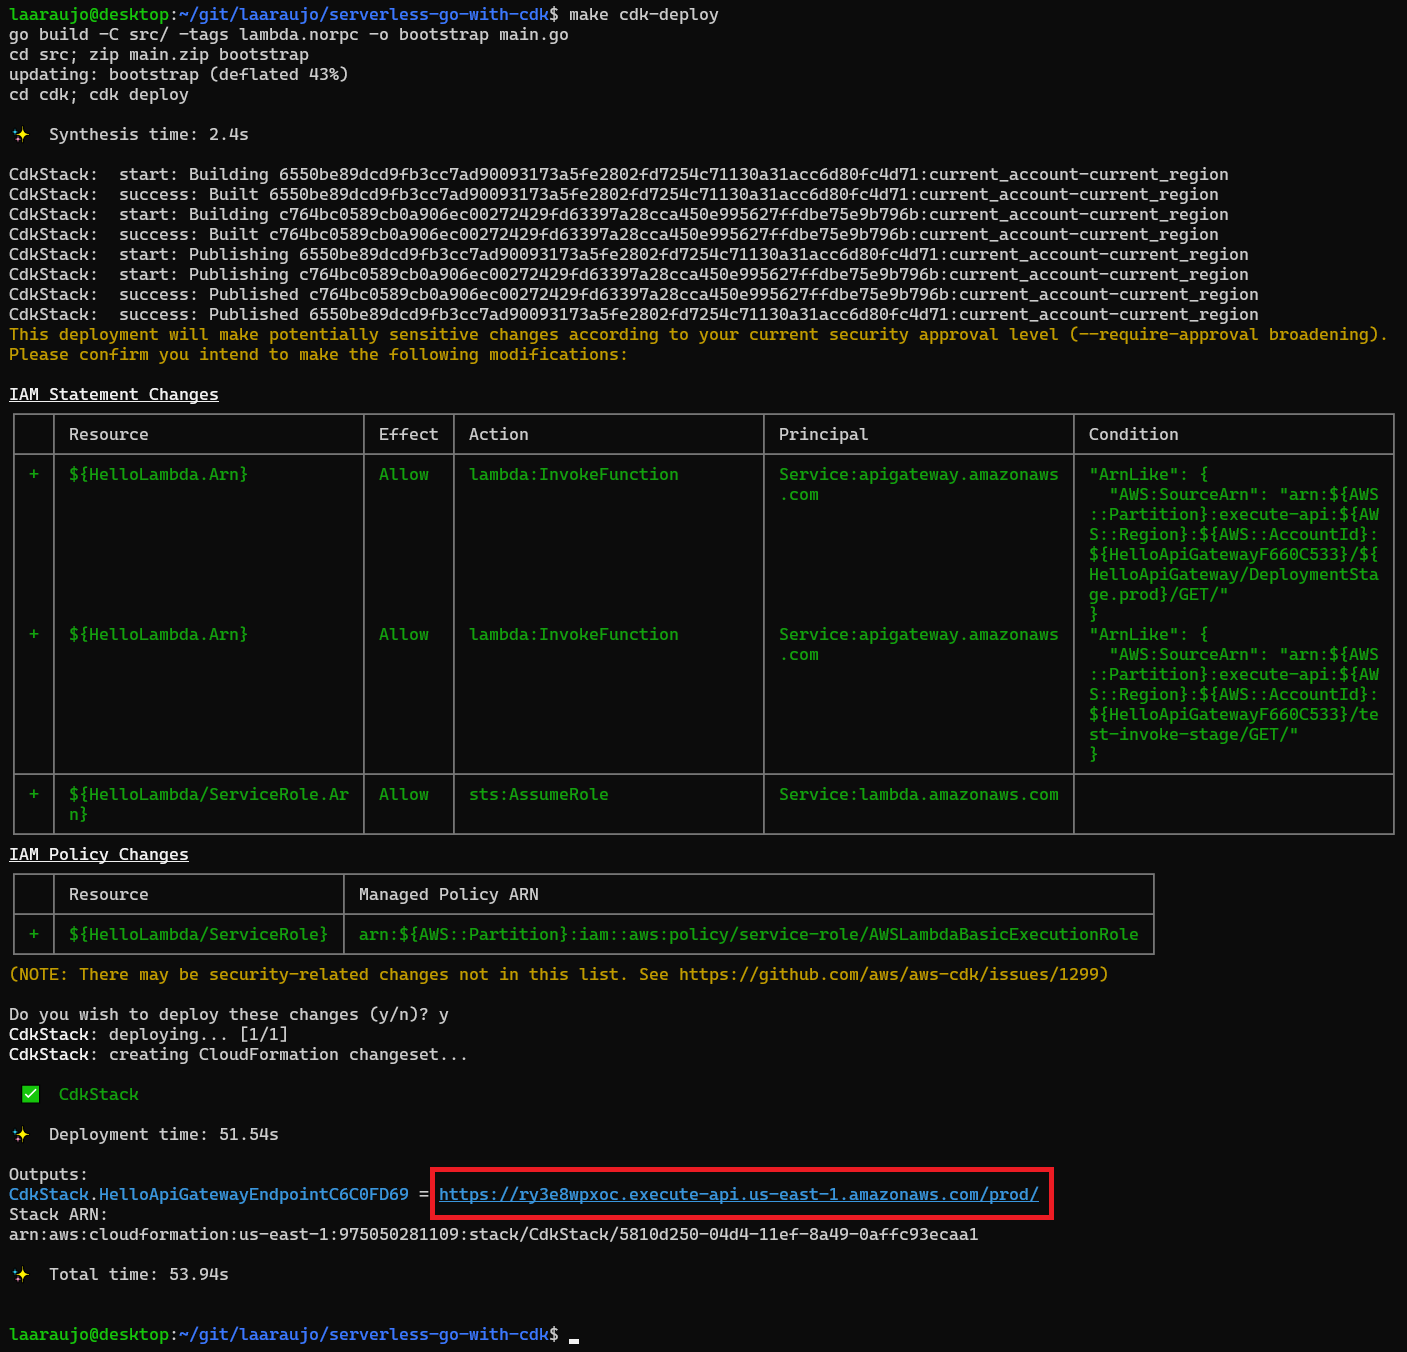 laaraujo@desktop:~/git/laaraujo/serverless-go-with-cdk$ make cdk-deploy
go build -C src/ -tags lambda.norpc -o bootstrap main.go
cd src; zip main.zip bootstrap
updating: bootstrap (deflated 43%)
cd cdk; cdk deploy
✨  Synthesis time: 2.4s
CdkStack:  start: Building 6550be89dcd9fb3cc7ad90093173a5fe2802fd7254c71130a31acc6d80fc4d71:current_account-current_region
CdkStack:  success: Built 6550be89dcd9fb3cc7ad90093173a5fe2802fd7254c71130a31acc6d80fc4d71:current_account-current_region
CdkStack:  start: Building c764bc0589cb0a906ec00272429fd63397a28cca450e995627ffdbe75e9b796b:current_account-current_region
CdkStack:  success: Built c764bc0589cb0a906ec00272429fd63397a28cca450e995627ffdbe75e9b796b:current_account-current_region
CdkStack:  start: Publishing 6550be89dcd9fb3cc7ad90093173a5fe2802fd7254c71130a31acc6d80fc4d71:current_account-current_region
CdkStack:  start: Publishing c764bc0589cb0a906ec00272429fd63397a28cca450e995627ffdbe75e9b796b:current_account-current_region
CdkStack:  success: Published c764bc0589cb0a906ec00272429fd63397a28cca450e995627ffdbe75e9b796b:current_account-current_region
CdkStack:  success: Published 6550be89dcd9fb3cc7ad90093173a5fe2802fd7254c71130a31acc6d80fc4d71:current_account-current_region
This deployment will make potentially sensitive changes according to your current security approval level (--require-approval broadening).
Please confirm you intend to make the following modifications:
IAM Statement Changes
Resource Effect Action Principal Condition
+ ${HelloLambda.Arn} Allow lambda:InvokeFunction Service:apigateway.amazonaws "ArnLike": {
.com "AWS:SourceArn": "arn:${AWS
::Partition}:execute-api:${AW
S::Region}:${AWS::AccountId}:
${HelloApiGatewayF660C533}/${
HelloApiGateway/DeploymentSta
ge.prod}/GET/"
}
+ ${HelloLambda.Arn} Allow lambda:InvokeFunction Service:apigateway.amazonaws "ArnLike": {
.com "AWS:SourceArn": "arn:${AWS
::Partition}:execute-api:${AW
S::Region}:${AWS::AccountId}:
${HelloApiGatewayF660C533}/te
st-invoke-stage/GET/"
}
+ ${HelloLambda/ServiceRole.Ar Allow sts:AssumeRole Service:lambda.amazonaws.com
n}
IAM Policy Changes
Resource Managed Policy ARN
+ ${HelloLambda/ServiceRole} arn:${AWS::Partition}:iam::aws:policy/service-role/AWSLambdaBasicExecutionRole
(NOTE: There may be security-related changes not in this list. See https://github.com/aws/aws-cdk/issues/1299)
Do you wish to deploy these changes (y/n)? y
CdkStack: deploying... [1/1]
CdkStack: creating CloudFormation changeset...
✅  CdkStack
✨  Deployment time: 51.54s
Outputs:
CdkStack.HelloApiGatewayEndpointC6C0FD69 = https://ry3e8wpxoc.execute-api.us-east-1.amazonaws.com/prod/
Stack ARN:
arn:aws:cloudformation:us-east-1:975050281109:stack/CdkStack/5810d250-04d4-11ef-8a49-0affc93ecaa1
✨  Total time: 53.94s
laaraujo@desktop:~/git/laaraujo/serverless-go-with-cdk$